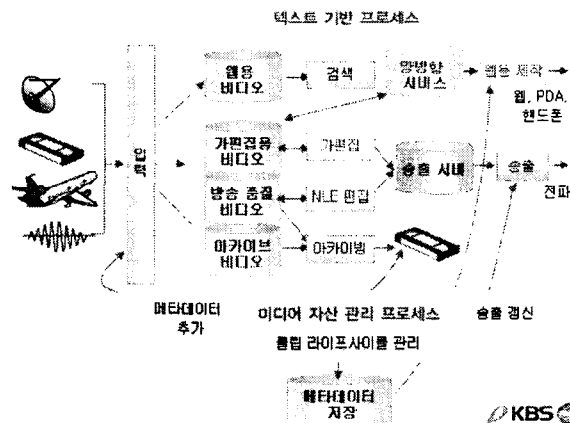 텍스트 기반 프로세스
입력
웹용
비디오
검색
양방향
서비스
웹용 제작
웹, PDA,
핸드폰
가편집용
비디오
가편집
방송 품질
비디오
NLE 편집
송출 서버
송출
전파
아카이브
비디오
아카이빙
메타데이터
추가
미디어 자산 관리 프로세스
송출 갱신
클립 라이프사이클 관리
메타데이터
저장
KBS